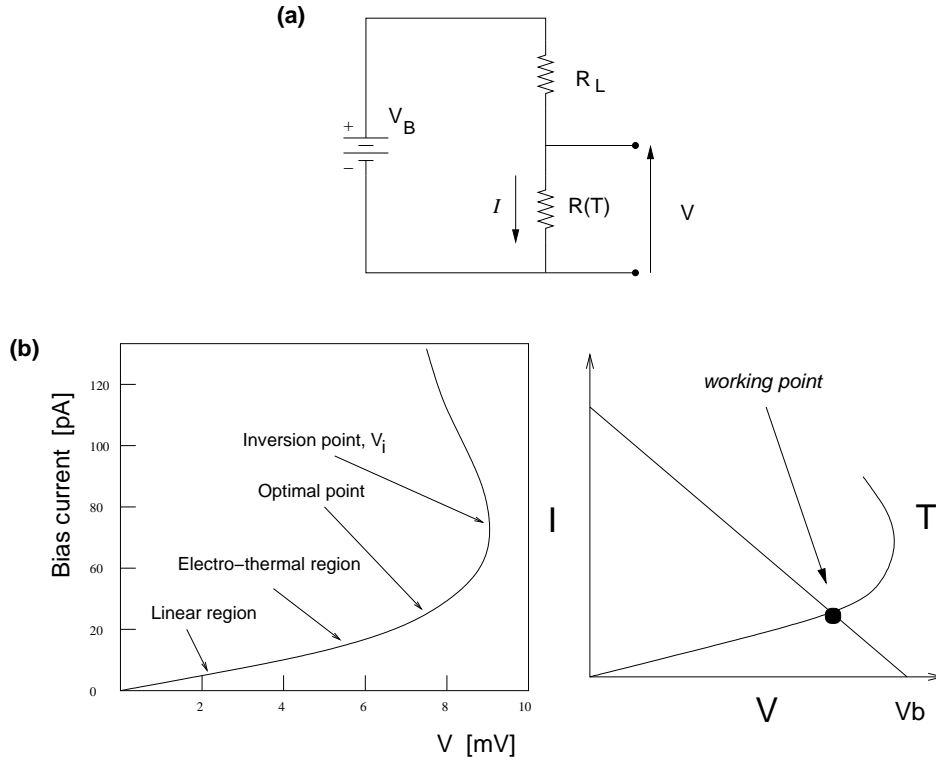 (a)
R L
V B
+
−
I
R(T)
V
(b)
Bias current [pA]
120
100
80
60
40
20
0
2
4
6
8
10
V [mV]
Inversion point, V i
Optimal point
Electro−thermal region
Linear region
working point
I
T
V
Vb